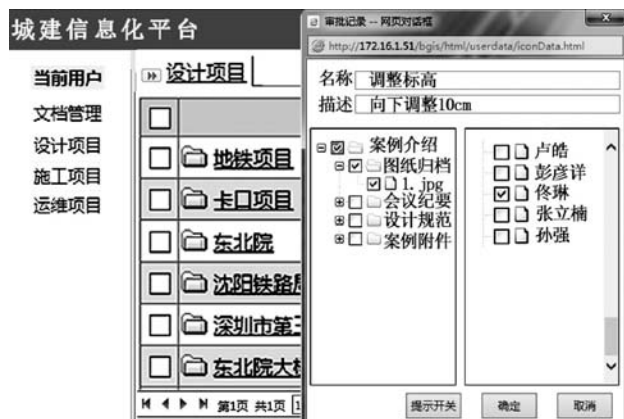 城建信息化平台
当前用户
文档管理
设计项目
施工项目
运维项目
设计项目
地铁项目
卡口项目
东北院
沈阳铁路
深圳市第三
东北院大
第1页 共1页
审批记录 -- 网页对话框
http://172.16.1.51/bgis/html/userdata/iconData.html
名称 调整标高
描述 向下调整10cm
案例介绍
图纸归档
1. jpg
会议纪要
设计规范
案例附件
卢皓
彭彦详
佟琳
张立楠
孙强
提示开关 确定 取消